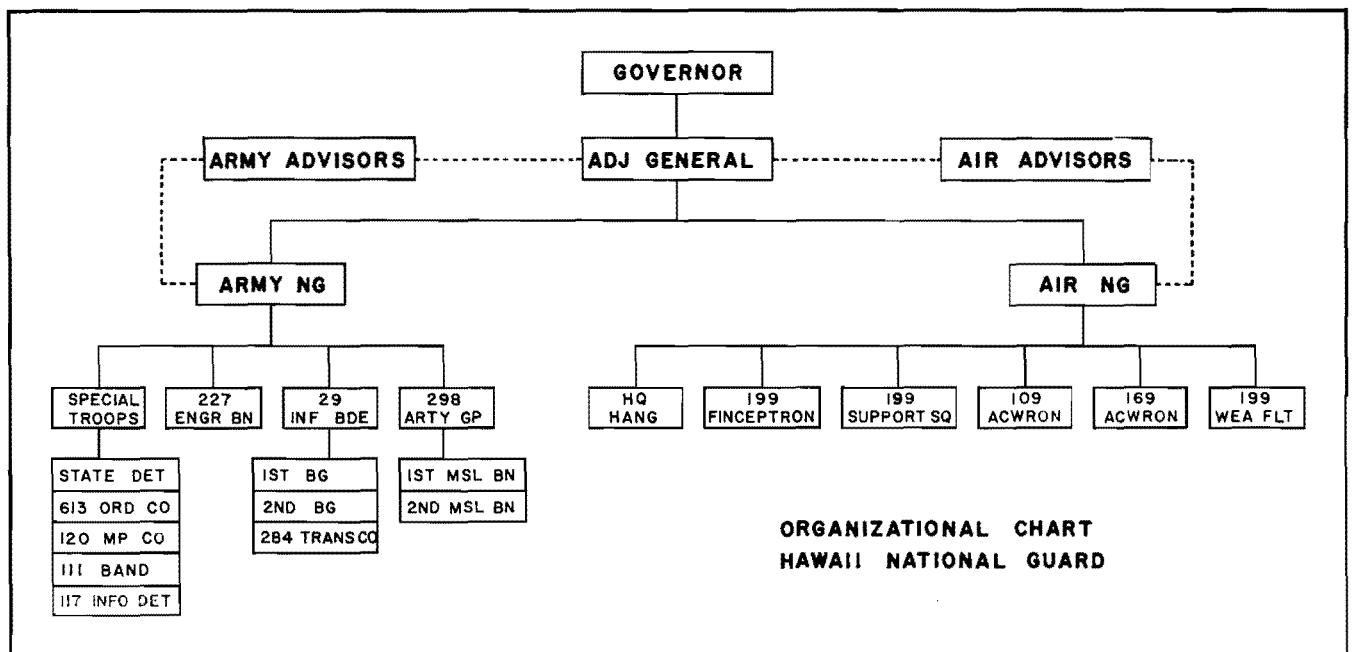 GOVERNOR
ARMY ADVISORS
ADJ GENERAL
AIR ADVISORS
ARMY NG
AIR NG
SPECIAL
TROOPS
227
ENGR BN
29
INF BDE
298
ARTY GP
HQ
HANG
199
FINCEPTRON
199
SUPPORT SQ
109
ACWRON
169
ACWRON
199
WEA FLT
STATE DET
613 ORD CO
120 MP CO
111 BAND
117 INFO DET
1ST BG
2ND BG
284 TRANS CO
1ST MSL BN
2ND MSL BN
ORGANIZATIONAL CHART
HAWAII NATIONAL GUARD